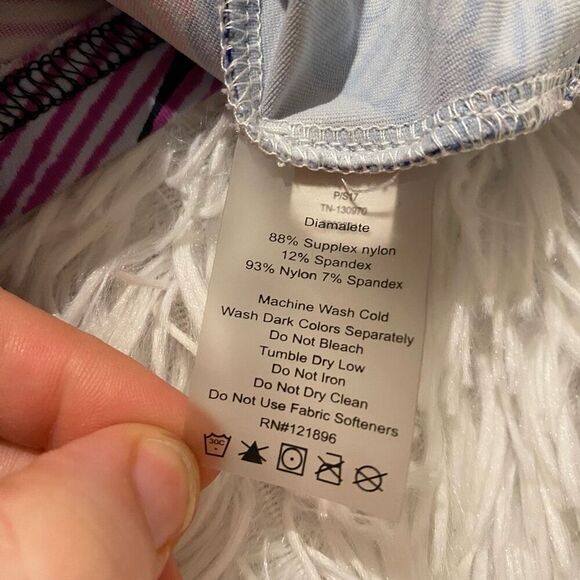 P/S17
TN-130970
Diamalete
88% Supplex nylon
12% Spandex
93% Nylon 7% Spandex
Machine Wash Cold
Wash Dark Colors Separately
Do Not Bleach
Tumble Dry Low
Do Not Iron
Do Not Dry Clean
Do Not Use Fabric Softeners
RN#121896
30C